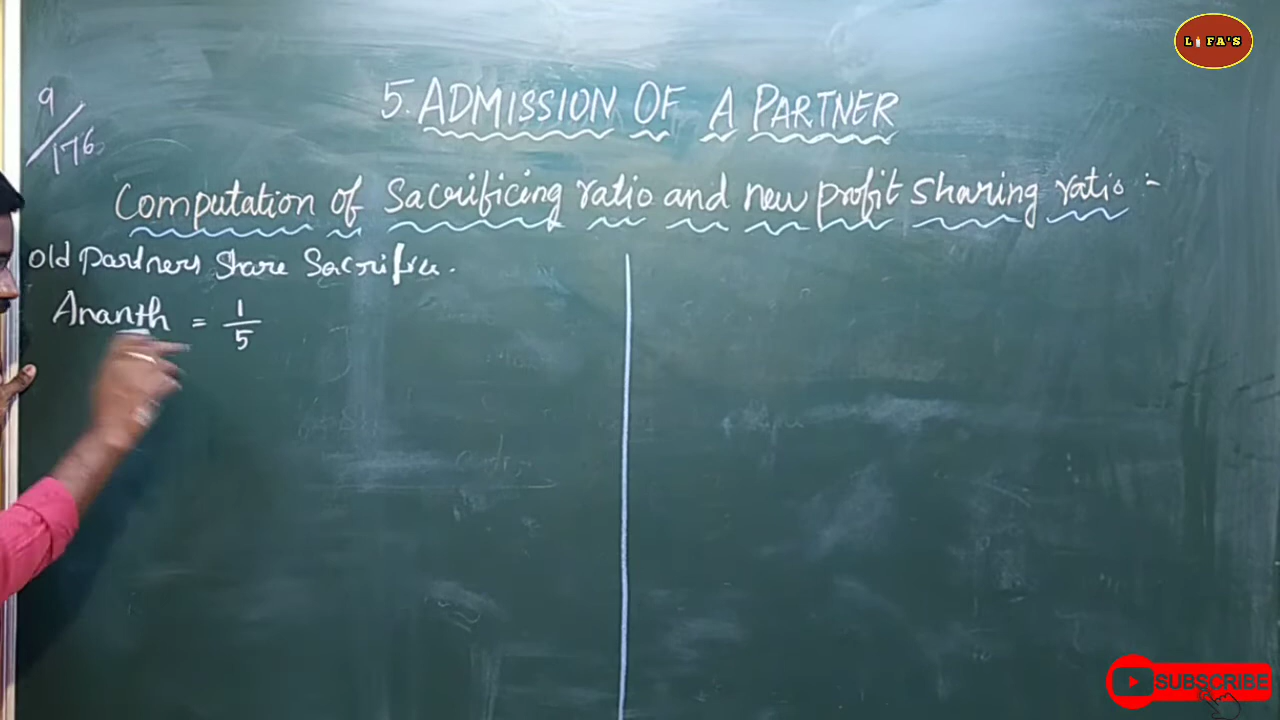 LIFA'S
5. ADMISSION OF A PARTNER
9/176
Computation of Sacrificing ratio and new profit sharing ratio :-
Old Partners Share Sacrifice.
Ananth = 1/5
SUBSCRIBE